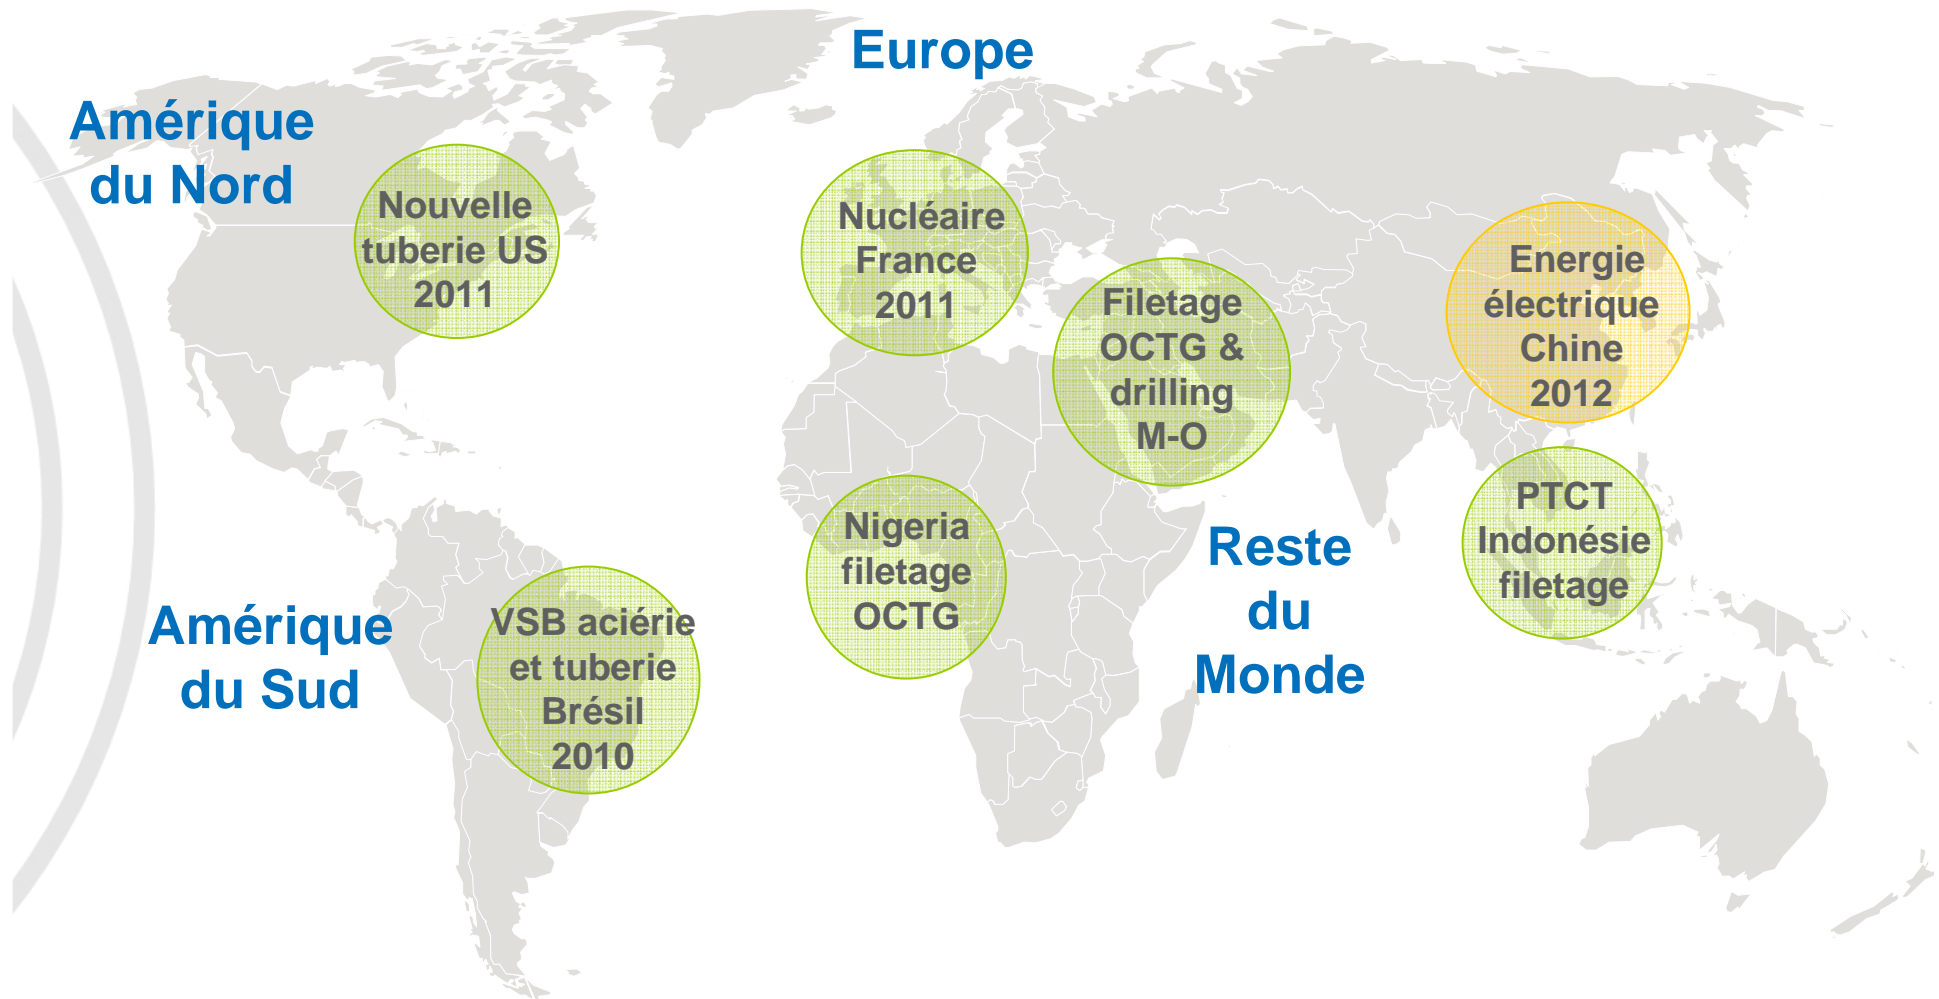 Europe
Amérique
du Nord
Nouvelle
tuberie US
2011
Nucléaire
France
2011
Filetage
OCTG &
drilling
M-O
Energie
électrique
Chine
2012
PTCT
Indonésie
filetage
Nigeria
filetage
OCTG
Reste
du
Monde
Amérique
du Sud
VSB aciérie
et tuberie
Brésil
2010